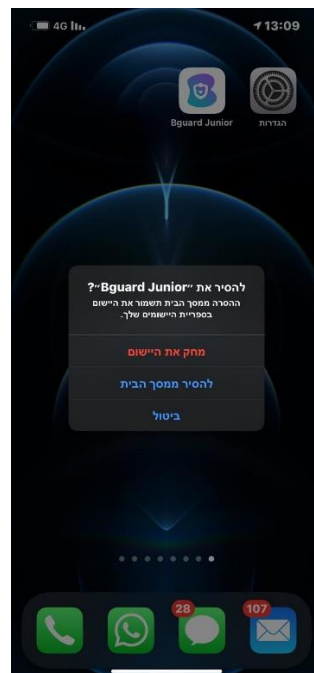 13:09
4G
הגדרות
Bguard Junior
להסיר את ״Bguard Junior״?
ההסרה ממסך הבית תשמור את היישום
בספריית היישומים שלך.
מחק את היישום
להסיר ממסך הבית
ביטול
28
107